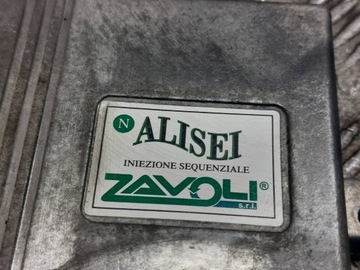 N ALISEI
INIEZIONE SEQUENZIALE
ZAVOLI®
s.r.l.